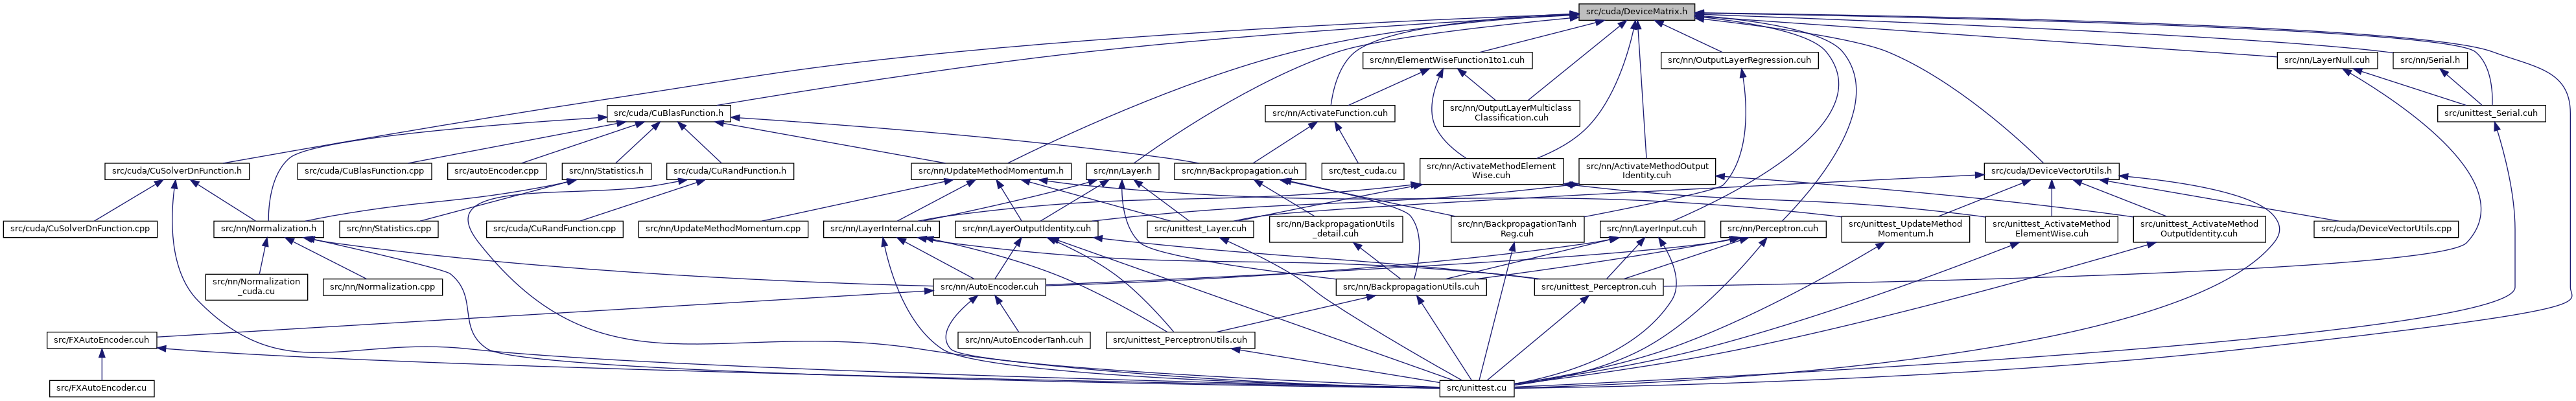 src/cuda/DeviceMatrix.h
src/nn/ElementWiseFunction1to1.cuh
src/nn/OutputLayerRegression.cuh
src/nn/LayerNull.cuh
src/nn/Serial.h
src/cuda/CuBlasFunction.h
src/nn/ActivateFunction.cuh
src/nn/OutputLayerMulticlass
Classification.cuh
src/unittest_Serial.cuh
src/cuda/CuSolverDnFunction.h
src/cuda/CuBlasFunction.cpp
src/autoEncoder.cpp
src/nn/Statistics.h
src/cuda/CuRandFunction.h
src/nn/UpdateMethodMomentum.h
src/nn/Layer.h
src/nn/Backpropagation.cuh
src/test_cuda.cu
src/nn/ActivateMethodElement
Wise.cuh
src/nn/ActivateMethodOutput
Identity.cuh
src/cuda/DeviceVectorUtils.h
src/cuda/CuSolverDnFunction.cpp
src/nn/Normalization.h
src/nn/Statistics.cpp
src/cuda/CuRandFunction.cpp
src/nn/UpdateMethodMomentum.cpp
src/nn/LayerInternal.cuh
src/nn/LayerOutputIdentity.cuh
src/unittest_Layer.cuh
src/nn/BackpropagationUtils
_detail.cuh
src/nn/BackpropagationTanh
Reg.cuh
src/nn/LayerInput.cuh
src/nn/Perceptron.cuh
src/unittest_UpdateMethod
Momentum.h
src/unittest_ActivateMethod
ElementWise.cuh
src/unittest_ActivateMethod
OutputIdentity.cuh
src/cuda/DeviceVectorUtils.cpp
src/nn/Normalization
_cuda.cu
src/nn/Normalization.cpp
src/nn/AutoEncoder.cuh
src/nn/BackpropagationUtils.cuh
src/unittest_Perceptron.cuh
src/FXAutoEncoder.cuh
src/nn/AutoEncoderTanh.cuh
src/unittest_PerceptronUtils.cuh
src/FXAutoEncoder.cu
src/unittest.cu